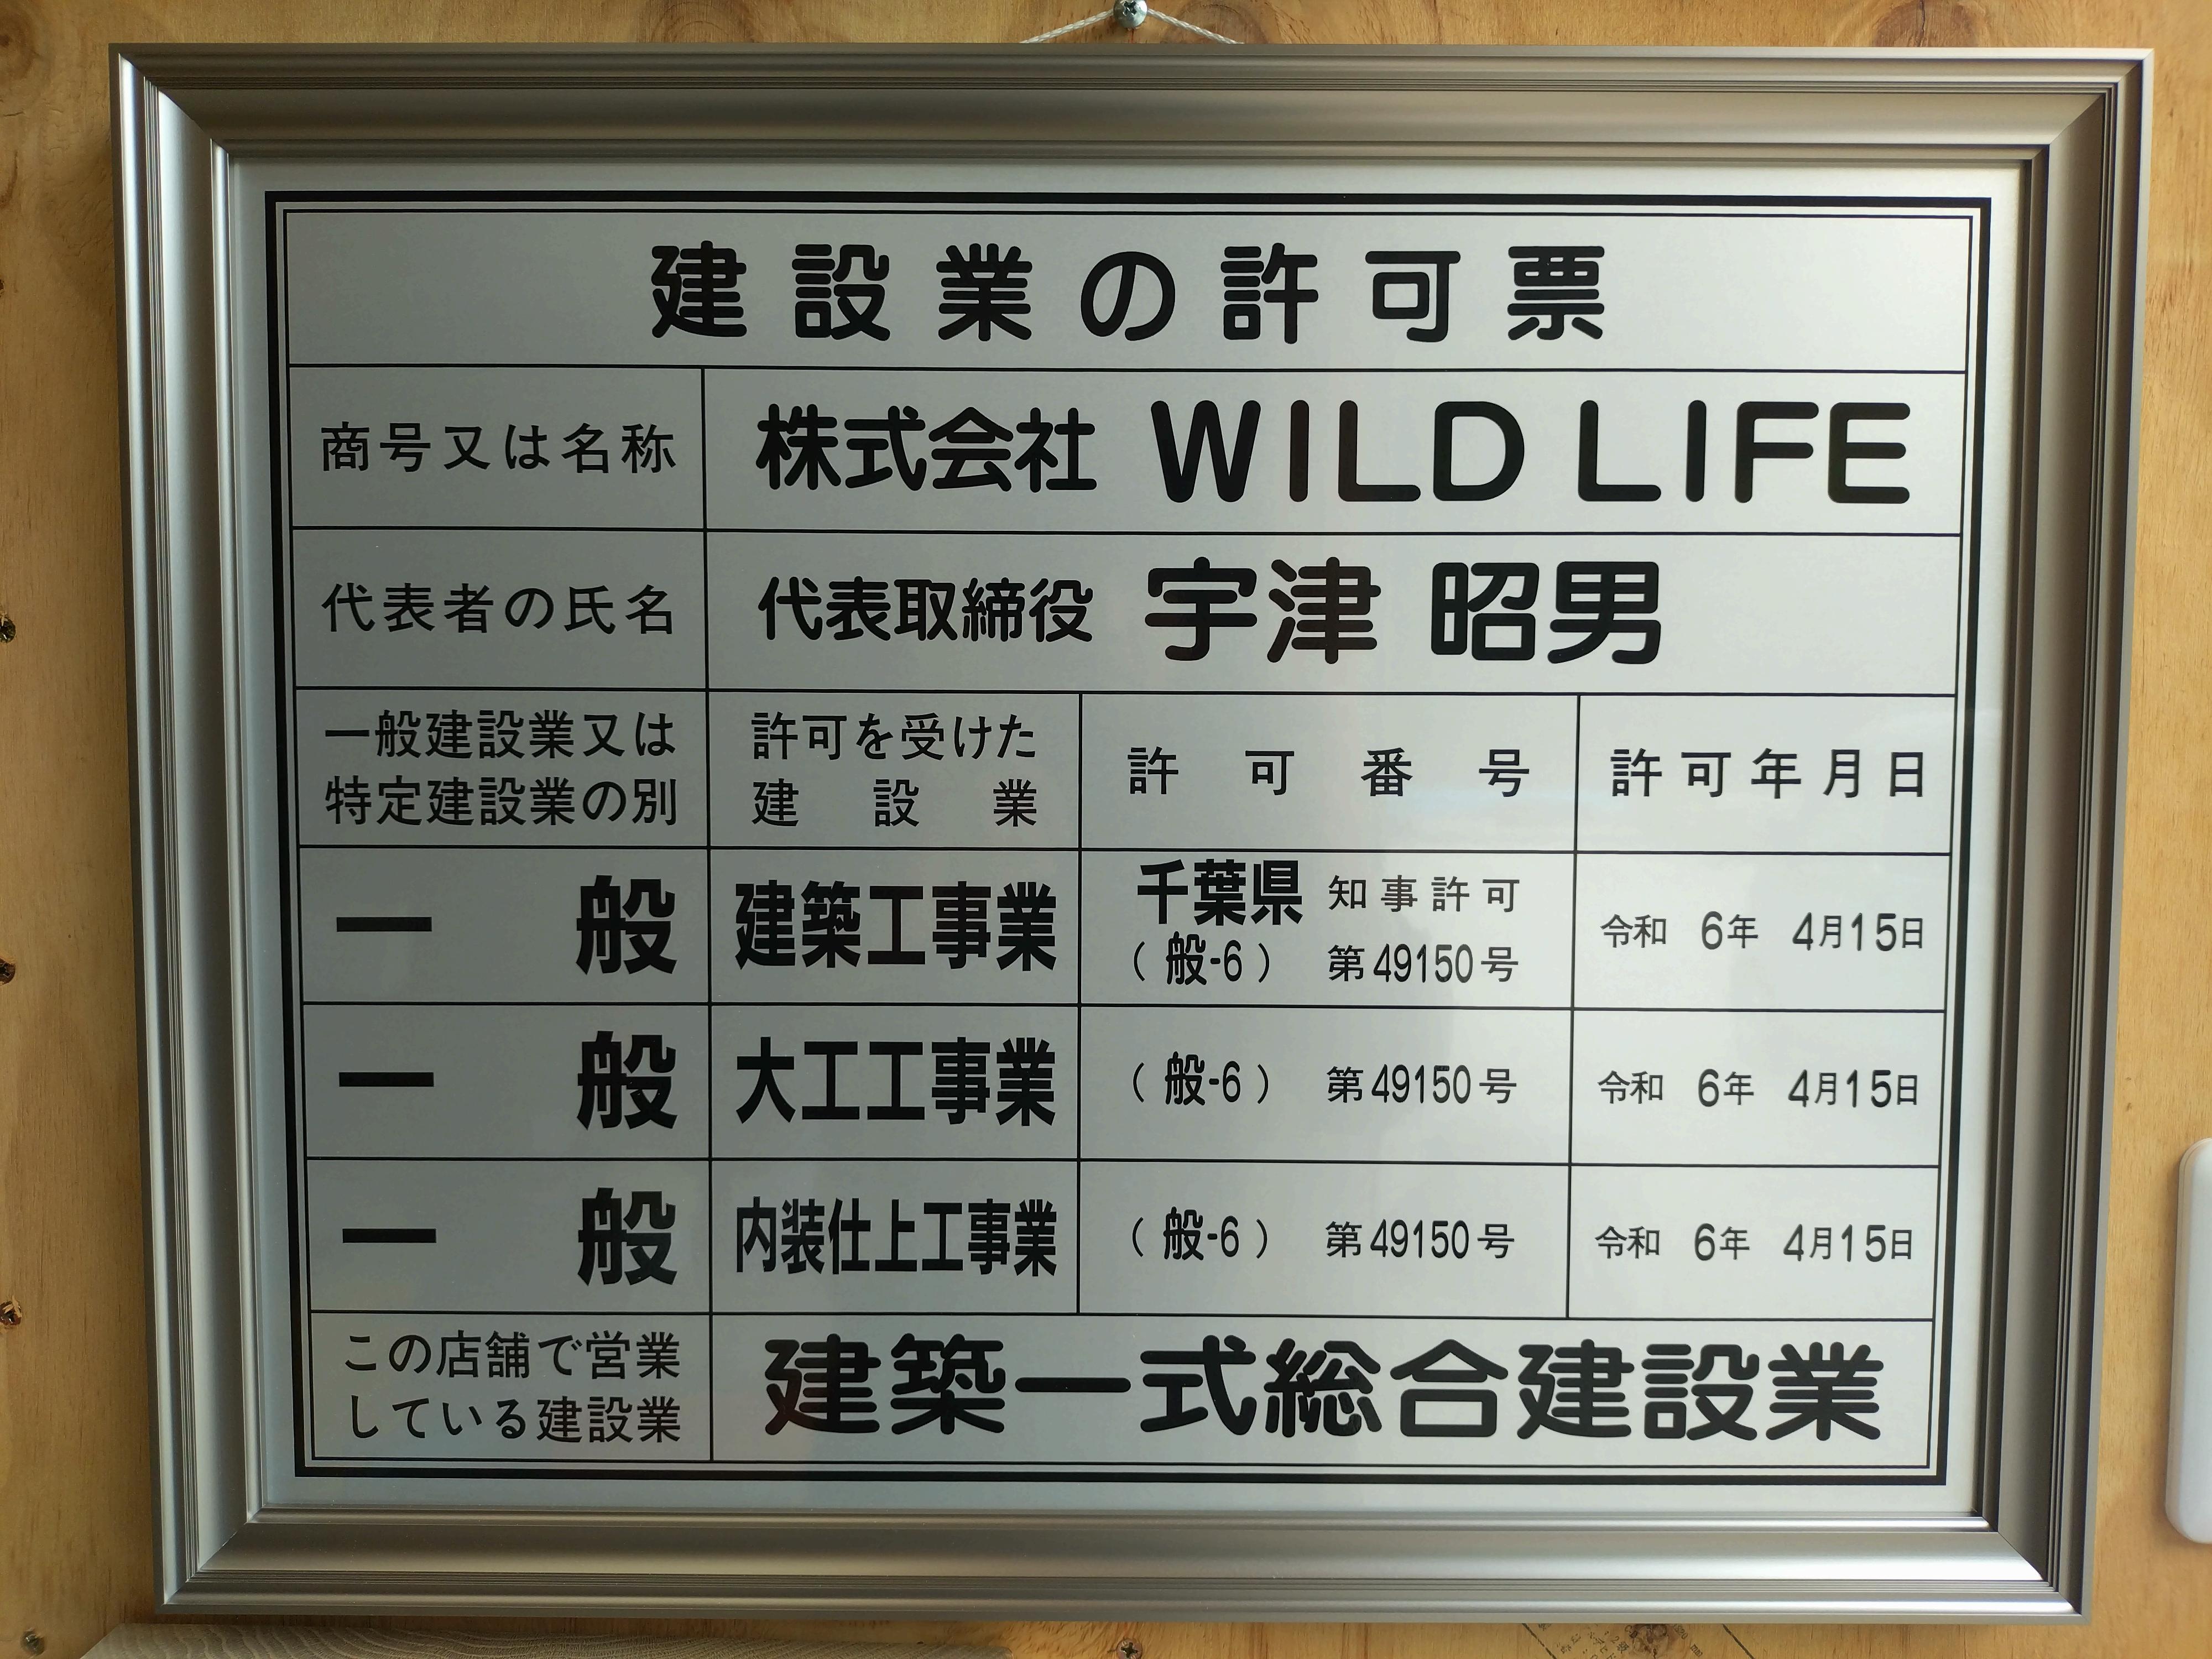 建設業の許可票
商号又は名称
株式会社 WILD LIFE
代表者の氏名
代表取締役 宇津 昭男
一般建設業又は
特定建設業の別
許可を受けた
建設業
許可番号
許可年月日
一般
建築工事業
千葉県 知事許可
(般-6) 第49150号
令和 6年 4月15日
一般
大工工事業
(般-6) 第49150号
令和 6年 4月15日
一般
内装仕上工事業
(般-6) 第49150号
令和 6年 4月15日
この店舗で営業
している建設業
建築一式総合建設業